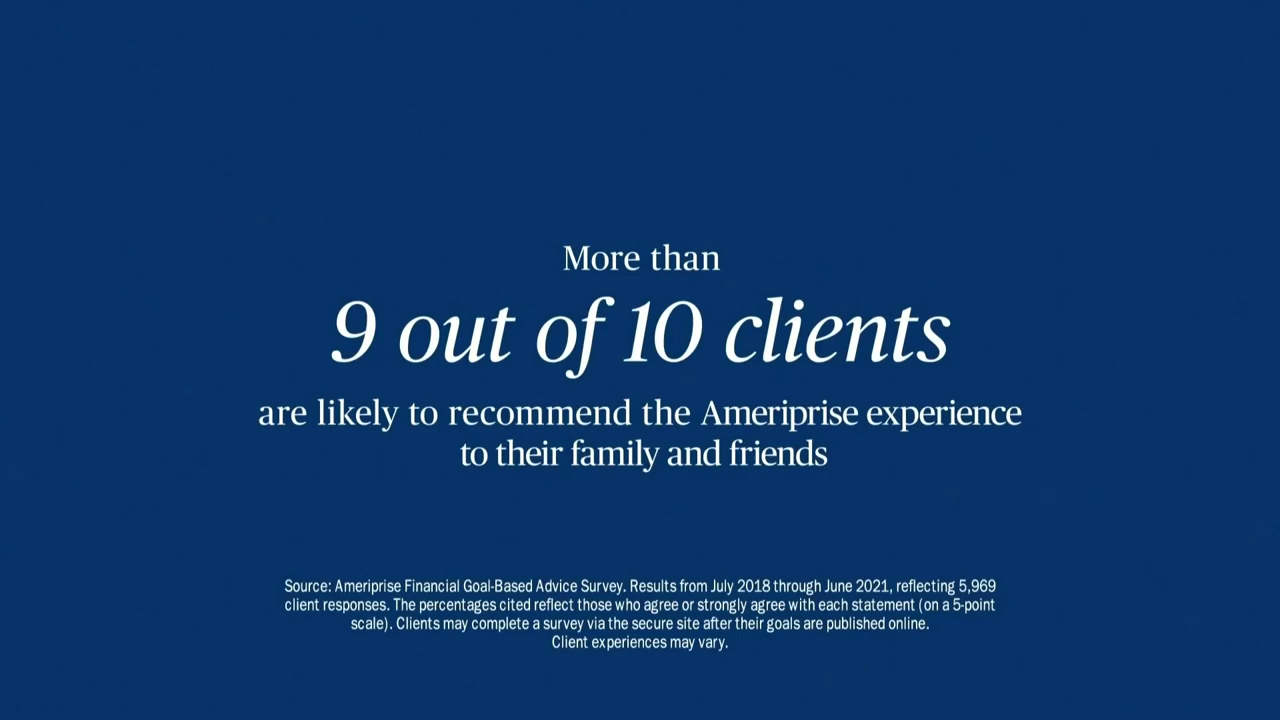 More than
9 out of 10 clients
are likely to recommend the Ameriprise experience
to their family and friends
Source: Ameriprise Financial Goal-Based Advice Survey. Results from July 2018 through June 2021, reflecting 5,969
client responses. The percentages cited reflect those who agree or strongly agree with each statement (on a 5-point
scale). Clients may complete a survey via the secure site after their goals are published online.
Client experiences may vary.